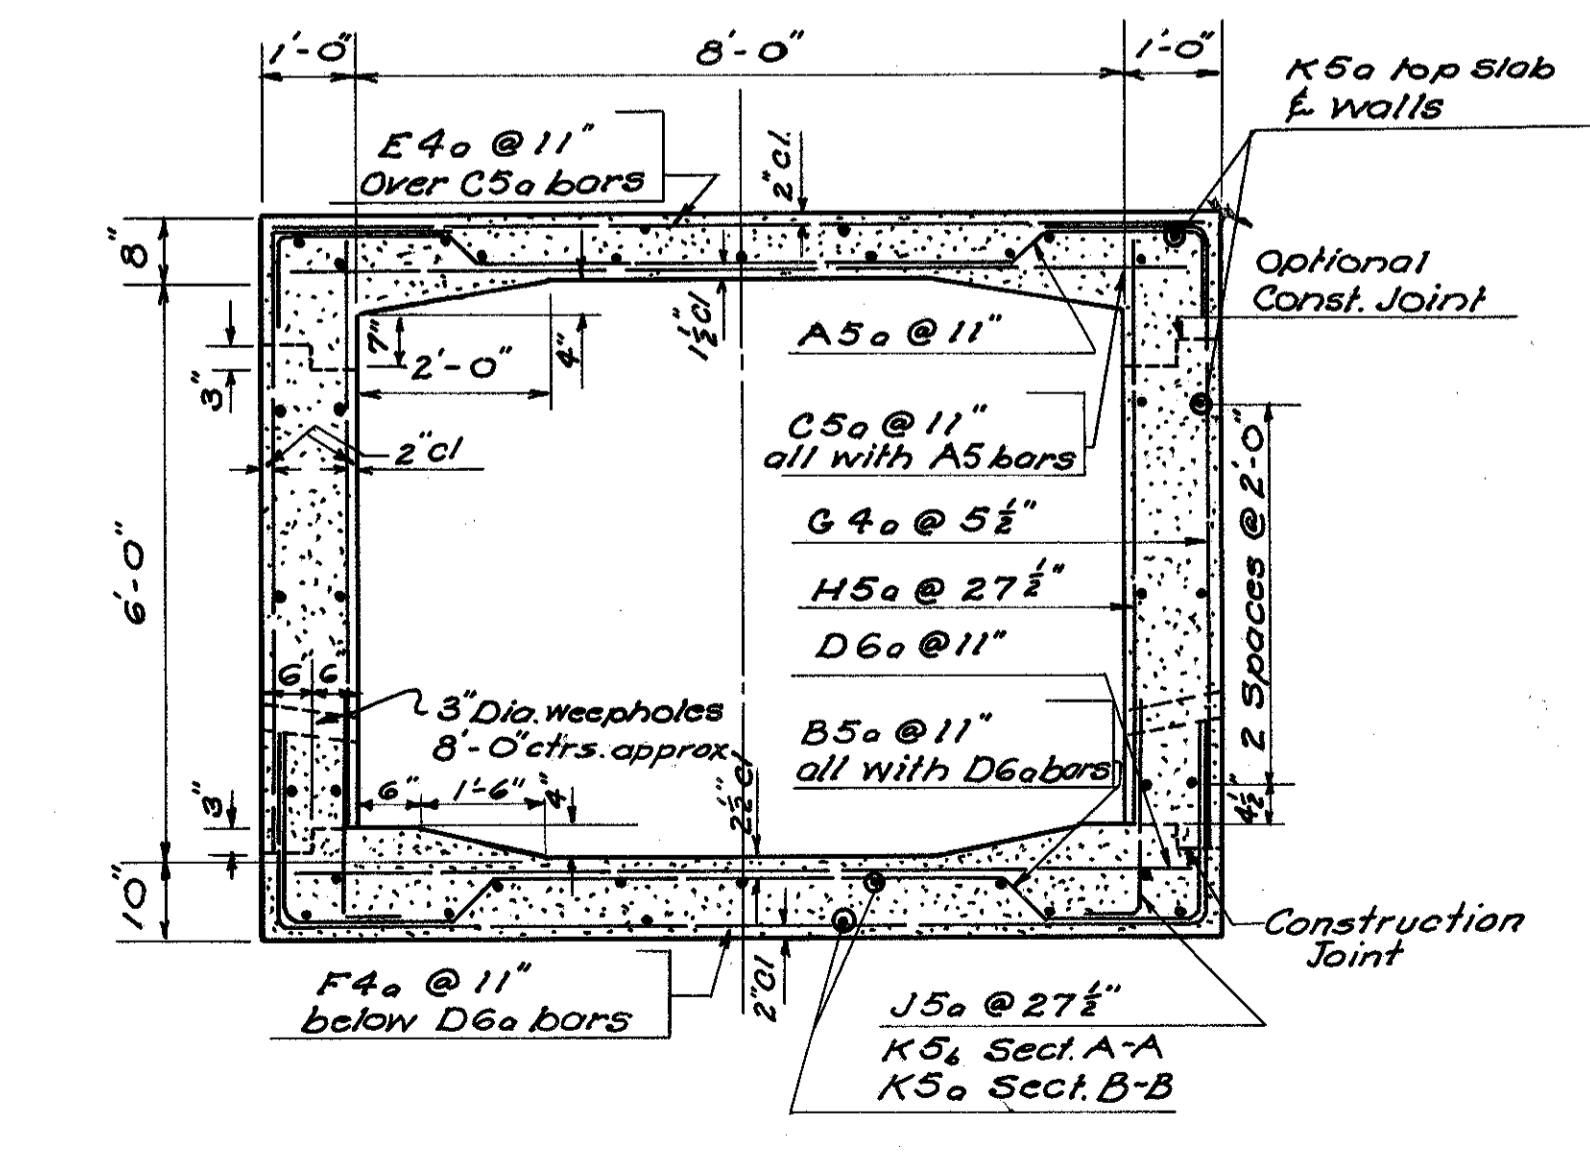 1'-0"
8'-0"
1'-0"
K5a top slab
& walls
E4a @ 11"
Over C5a bars
2"Cl.
8"
Optional
Const. Joint
7"
4"
1½"Cl
A5a @ 11"
2'-0"
3"
C5a @ 11"
all with A5 bars
2"Cl
G4a @ 5½"
6'-0"
H5a @ 27½"
2 Spaces @ 2'-0"
D6a @ 11"
6"
6"
3"Dia. weepholes
8'-0"ctrs. approx
B5a @ 11"
all with D6a bars
3"
6"
1'-6"
4"
2½"Cl
4½"
10"
Construction
Joint
F4a @ 11"
below D6a bars
2"Cl
J5a @ 27½"
K5b Sect. A-A
K5a Sect. B-B